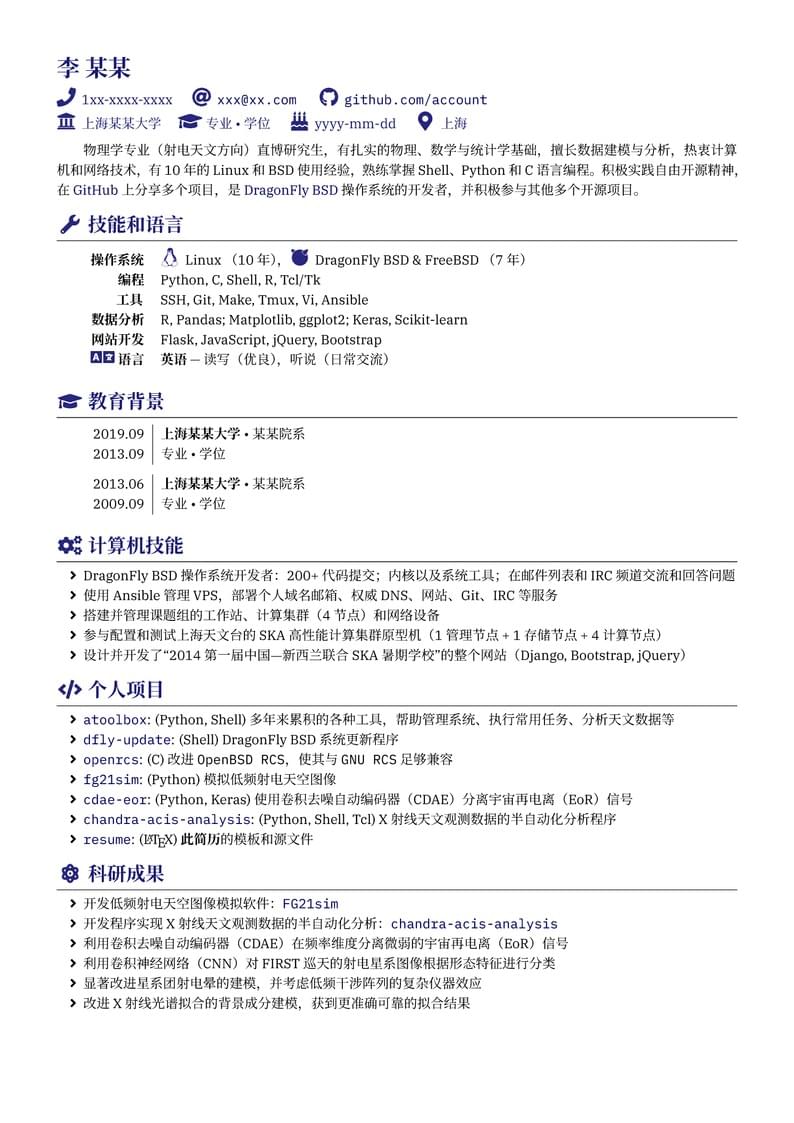 李 某某
1xx-xxxx-xxxx xxx@xx.com github.com/account
上海某某大学 专业 • 学位 yyyy-mm-dd 上海
物理学专业（射电天文方向）直博研究生，有扎实的物理、数学与统计学基础，擅长数据建模与分析，热衷计算
机和网络技术，有 10 年的 Linux 和 BSD 使用经验，熟练掌握 Shell、Python 和 C 语言编程。积极实践自由开源精神，
在 GitHub 上分享多个项目，是 DragonFly BSD 操作系统的开发者，并积极参与其他多个开源项目。
技能和语言
操作系统 Linux （10 年）， DragonFly BSD & FreeBSD （7 年）
编程 Python, C, Shell, R, Tcl/Tk
工具 SSH, Git, Make, Tmux, Vi, Ansible
数据分析 R, Pandas; Matplotlib, ggplot2; Keras, Scikit-learn
网站开发 Flask, JavaScript, jQuery, Bootstrap
语言 英语 — 读写（优良），听说（日常交流）
教育背景
2019.09 上海某某大学 • 某某院系
2013.09 专业 • 学位
2013.06 上海某某大学 • 某某院系
2009.09 专业 • 学位
计算机技能
DragonFly BSD 操作系统开发者：200+ 代码提交；内核以及系统工具；在邮件列表和 IRC 频道交流和回答问题
使用 Ansible 管理 VPS，部署个人域名邮箱、权威 DNS、网站、Git、IRC 等服务
搭建并管理课题组的工作站、计算集群（4 节点）和网络设备
参与配置和测试上海天文台的 SKA 高性能计算集群原型机（1 管理节点 + 1 存储节点 + 4 计算节点）
设计并开发了“2014 第一届中国—新西兰联合 SKA 暑期学校”的整个网站（Django, Bootstrap, jQuery）
个人项目
atoolbox: (Python, Shell) 多年来累积的各种工具，帮助管理系统、执行常用任务、分析天文数据等
dfly-update: (Shell) DragonFly BSD 系统更新程序
openrcs: (C) 改进 OpenBSD RCS，使其与 GNU RCS 足够兼容
fg21sim: (Python) 模拟低频射电天空图像
cdae-eor: (Python, Keras) 使用卷积去噪自动编码器（CDAE）分离宇宙再电离（EoR）信号
chandra-acis-analysis: (Python, Shell, Tcl) X 射线天文观测数据的半自动化分析程序
resume: (LATEX) 此简历的模板和源文件
科研成果
开发低频射电天空图像模拟软件：FG21sim
开发程序实现 X 射线天文观测数据的半自动化分析：chandra-acis-analysis
利用卷积去噪自动编码器（CDAE）在频率维度分离微弱的宇宙再电离（EoR）信号
利用卷积神经网络（CNN）对 FIRST 巡天的射电星系图像根据形态特征进行分类
显著改进星系团射电晕的建模，并考虑低频干涉阵列的复杂仪器效应
改进 X 射线光谱拟合的背景成分建模，获到更准确可靠的拟合结果